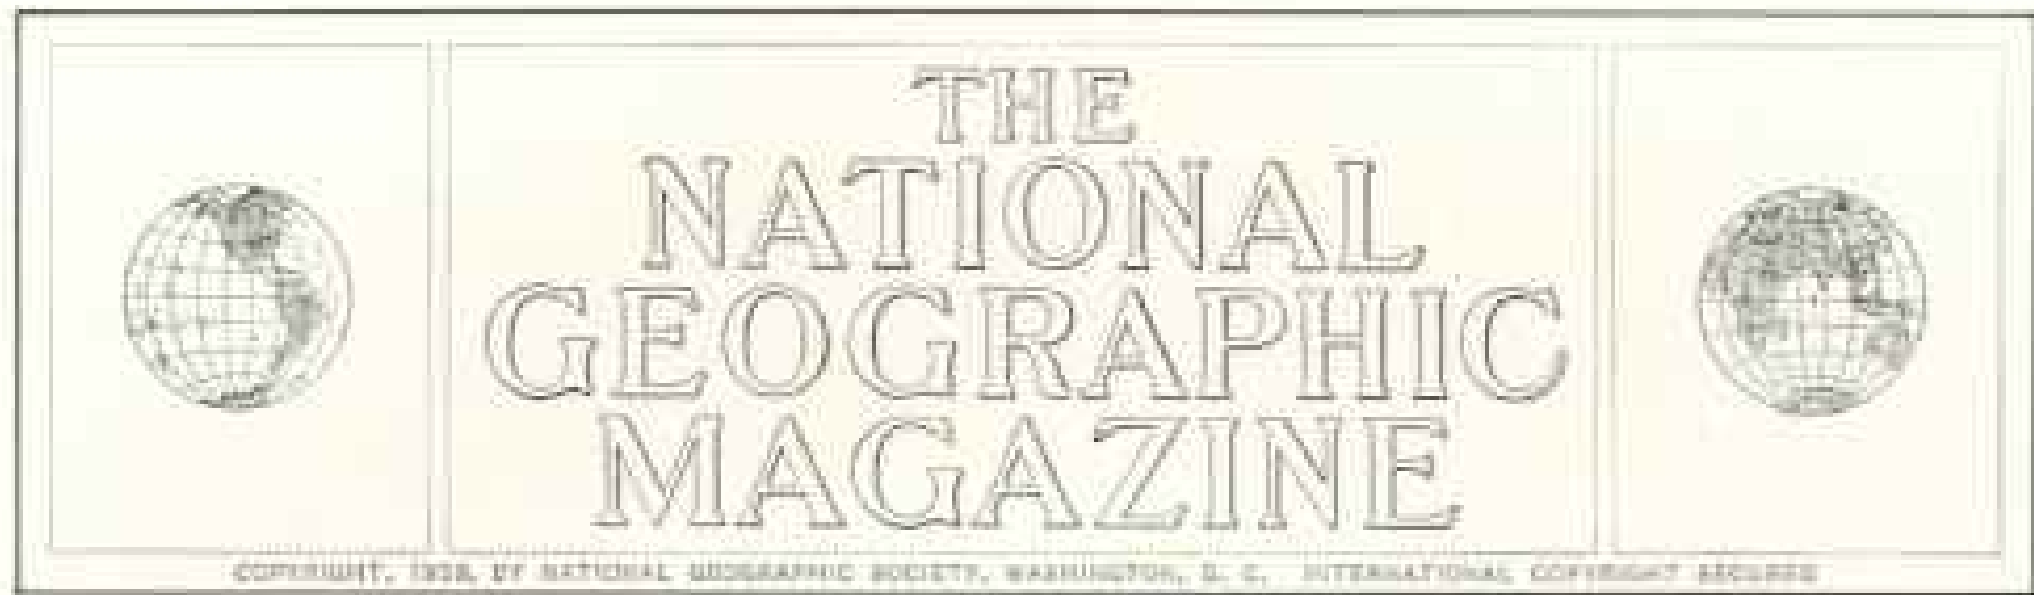 THE
NATIONAL
GEOGRAPHIC
MAGAZINE
COPYRIGHT, BY NATIONAL GEOGRAPHIC SOCIETY, WASHINGTON, D. C. INTERNATIONAL COPYRIGHT SECURED